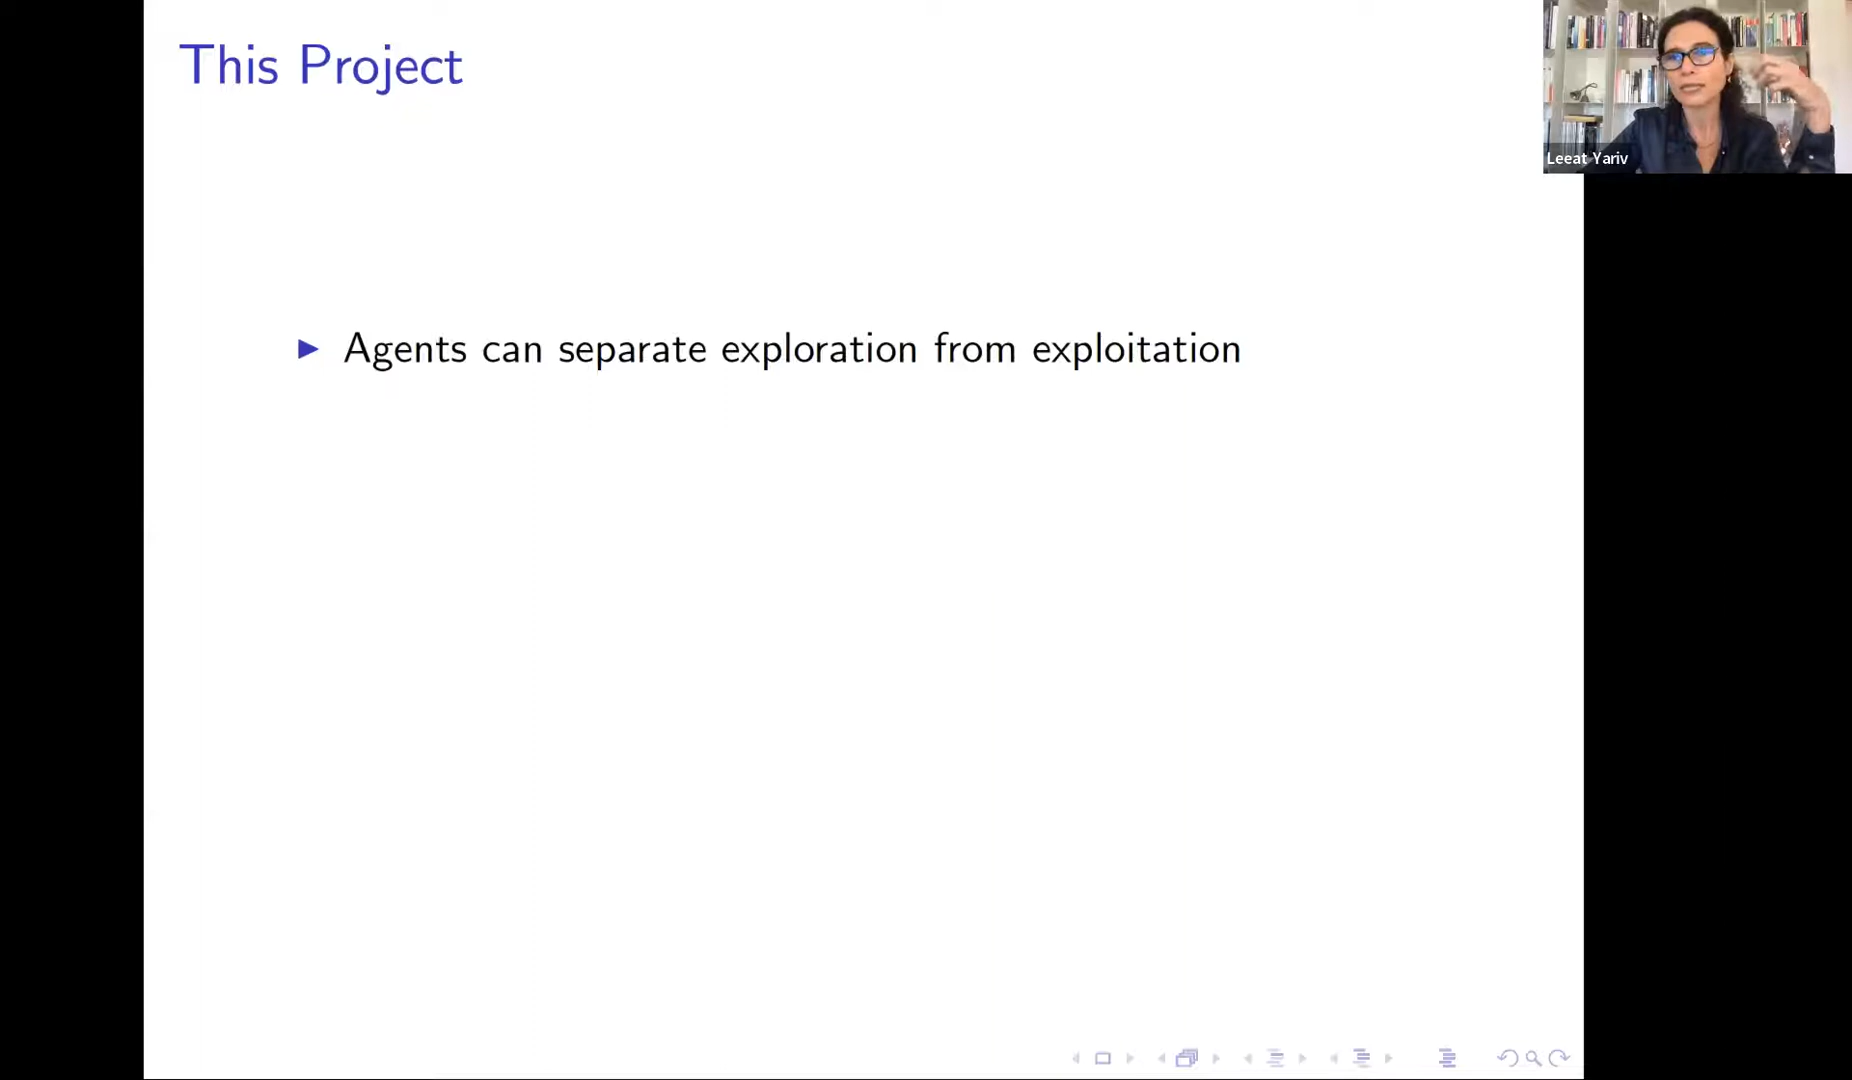 This Project
Leeat Yariv
Agents can separate exploration from exploitation